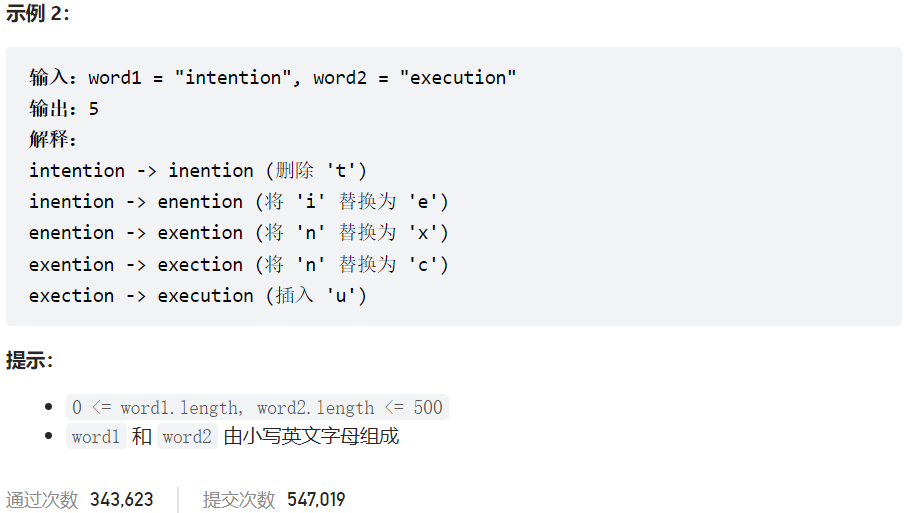 示例 2：
输入：word1 = "intention", word2 = "execution"
输出：5
解释：
intention -> inention (删除 't')
inention -> enention (将 'i' 替换为 'e')
enention -> exention (将 'n' 替换为 'x')
exention -> exection (将 'n' 替换为 'c')
exection -> execution (插入 'u')
提示：
• 0 <= word1.length, word2.length <= 500
• word1 和 word2 由小写英文字母组成
通过次数 343,623 提交次数 547,019